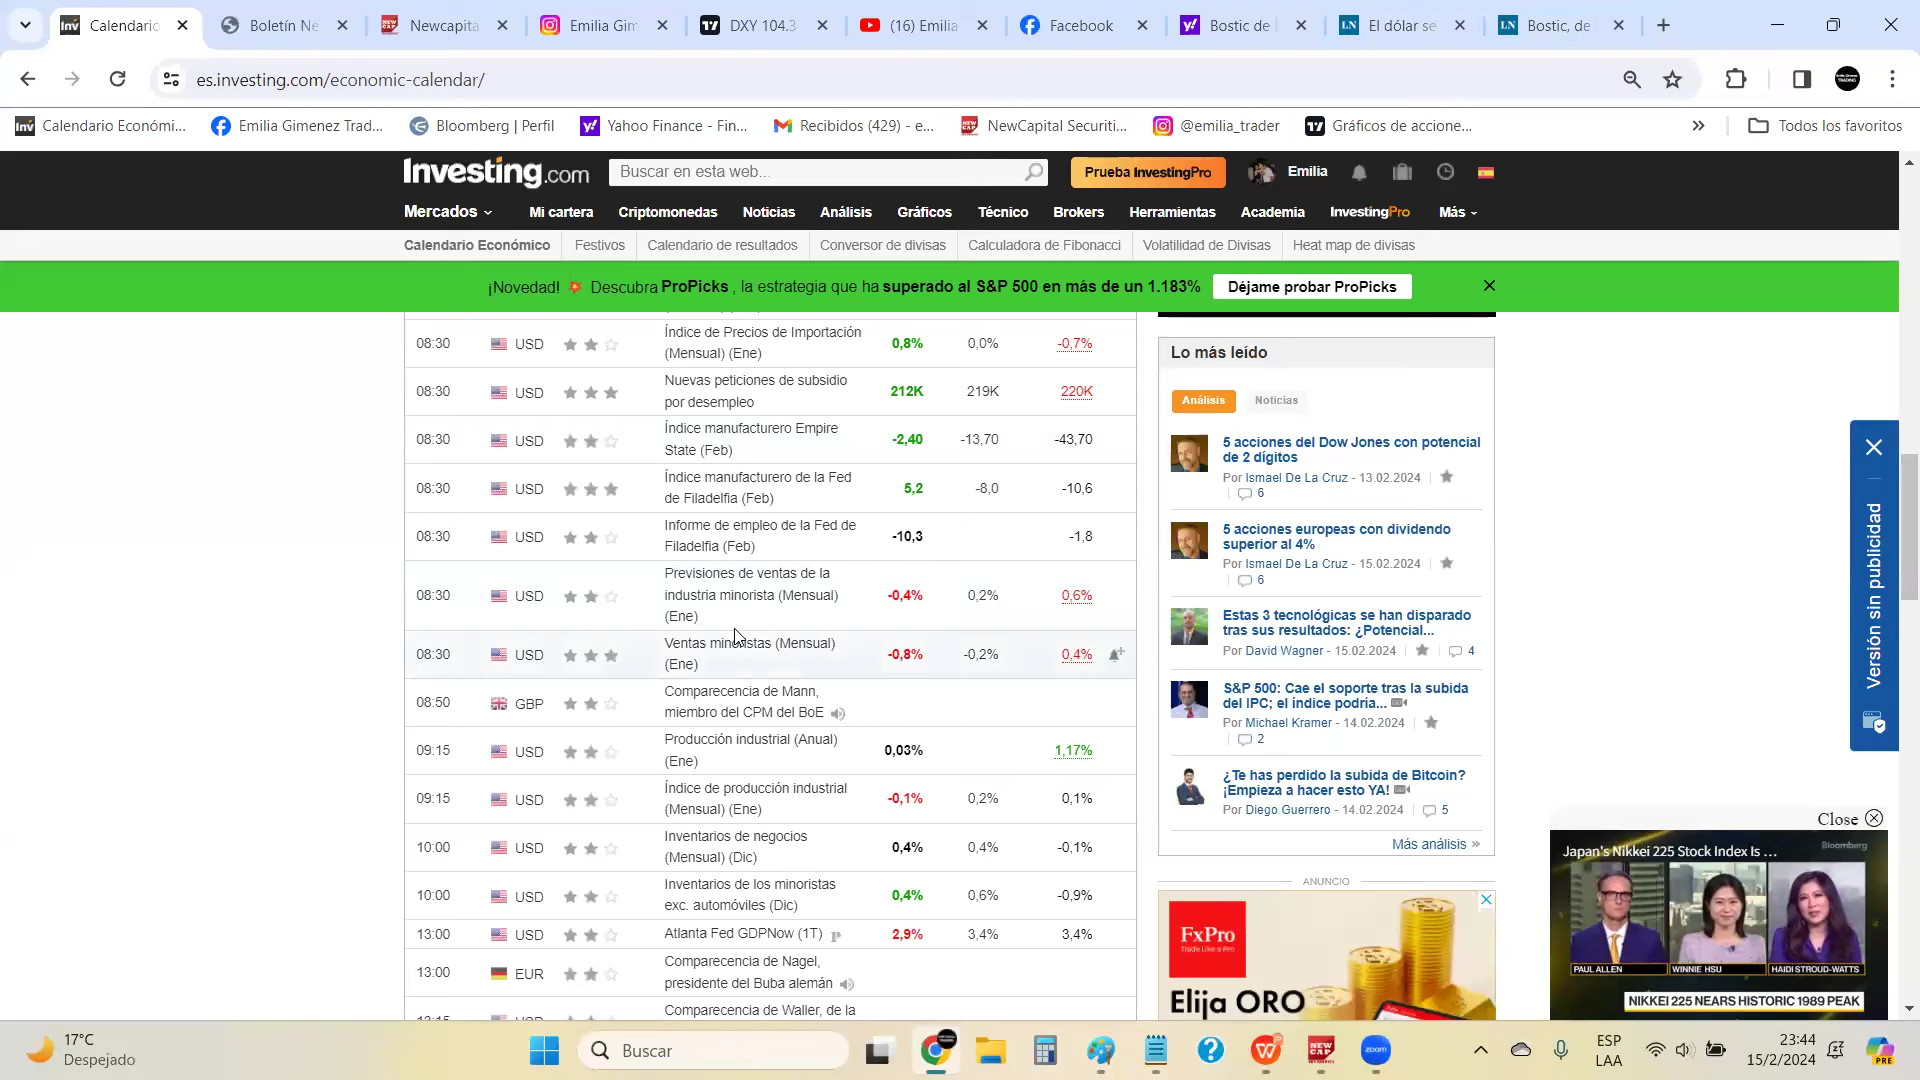 Calendario
Boletín Ne
Newcapita
Emilia Gim
DXY 104.3
(16) Emilia
Facebook
Bostic de
El dólar se
Bostic, de
es.investing.com/economic-calendar/
Calendario Económi...
Emilia Gimenez Trad...
Bloomberg | Perfil
Yahoo Finance - Fin...
Recibidos (429) - e...
NewCapital Securiti...
@emilia_trader
Gráficos de accione...
Todos los favoritos
Investing.com
Buscar en esta web...
Prueba InvestingPro
Emilia
Mercados
Mi cartera
Criptomonedas
Noticias
Análisis
Gráficos
Técnico
Brokers
Herramientas
Academia
InvestingPro
Más
Calendario Económico
Festivos
Calendario de resultados
Conversor de divisas
Calculadora de Fibonacci
Volatilidad de Divisas
Heat map de divisas
¡Novedad! Descubra ProPicks , la estrategia que ha superado al S&P 500 en más de un 1.183%
Déjame probar ProPicks
08:30 USD Índice de Precios de Importación 0,8% 0,0% -0,7%
(Mensual) (Ene)
08:30 USD Nuevas peticiones de subsidio 212K 219K 220K
por desempleo
08:30 USD Índice manufacturero Empire -2,40 -13,70 -43,70
State (Feb)
08:30 USD Índice manufacturero de la Fed 5,2 -8,0 -10,6
de Filadelfia (Feb)
08:30 USD Informe de empleo de la Fed de -10,3 -1,8
Filadelfia (Feb)
08:30 USD Previsiones de ventas de la
industria minorista (Mensual) -0,4% 0,2% 0,6%
(Ene)
08:30 USD Ventas minoristas (Mensual) -0,8% -0,2% 0,4%
(Ene)
08:50 GBP Comparecencia de Mann,
miembro del CPM del BoE
09:15 USD Producción industrial (Anual) 0,03% 1,17%
(Ene)
09:15 USD Índice de producción industrial -0,1% 0,2% 0,1%
(Mensual) (Ene)
10:00 USD Inventarios de negocios 0,4% 0,4% -0,1%
(Mensual) (Dic)
10:00 USD Inventarios de los minoristas 0,4% 0,6% -0,9%
exc. automóviles (Dic)
13:00 USD Atlanta Fed GDPNow (1T) 2,9% 3,4% 3,4%
13:00 EUR Comparecencia de Nagel,
presidente del Buba alemán
Comparecencia de Waller, de la
Lo más leído
Análisis
Noticias
5 acciones del Dow Jones con potencial
de 2 dígitos
Por Ismael De La Cruz - 13.02.2024
6
5 acciones europeas con dividendo
superior al 4%
Por Ismael De La Cruz - 15.02.2024
6
Estas 3 tecnológicas se han disparado
tras sus resultados: ¿Potencial...
Por David Wagner - 15.02.2024 4
S&P 500: Cae el soporte tras la subida
del IPC; el índice podría...
Por Michael Kramer - 14.02.2024
2
¿Te has perdido la subida de Bitcoin?
¡Empieza a hacer esto YA!
Por Diego Guerrero - 14.02.2024 5
Más análisis »
ANUNCIO
FxPro
Trade Like a Pro
Elija ORO
Versión sin publicidad
Close
Japan's Nikkei 225 Stock Index Is ...
Bloomberg
PAUL ALLEN
WINNIE HSU
HAIDI STROUD-WATTS
NIKKEI 225 NEARS HISTORIC 1989 PEAK
17°C
Despejado
Buscar
NEW
CAP
zoom
ESP
LAA
23:44
15/2/2024
PRE